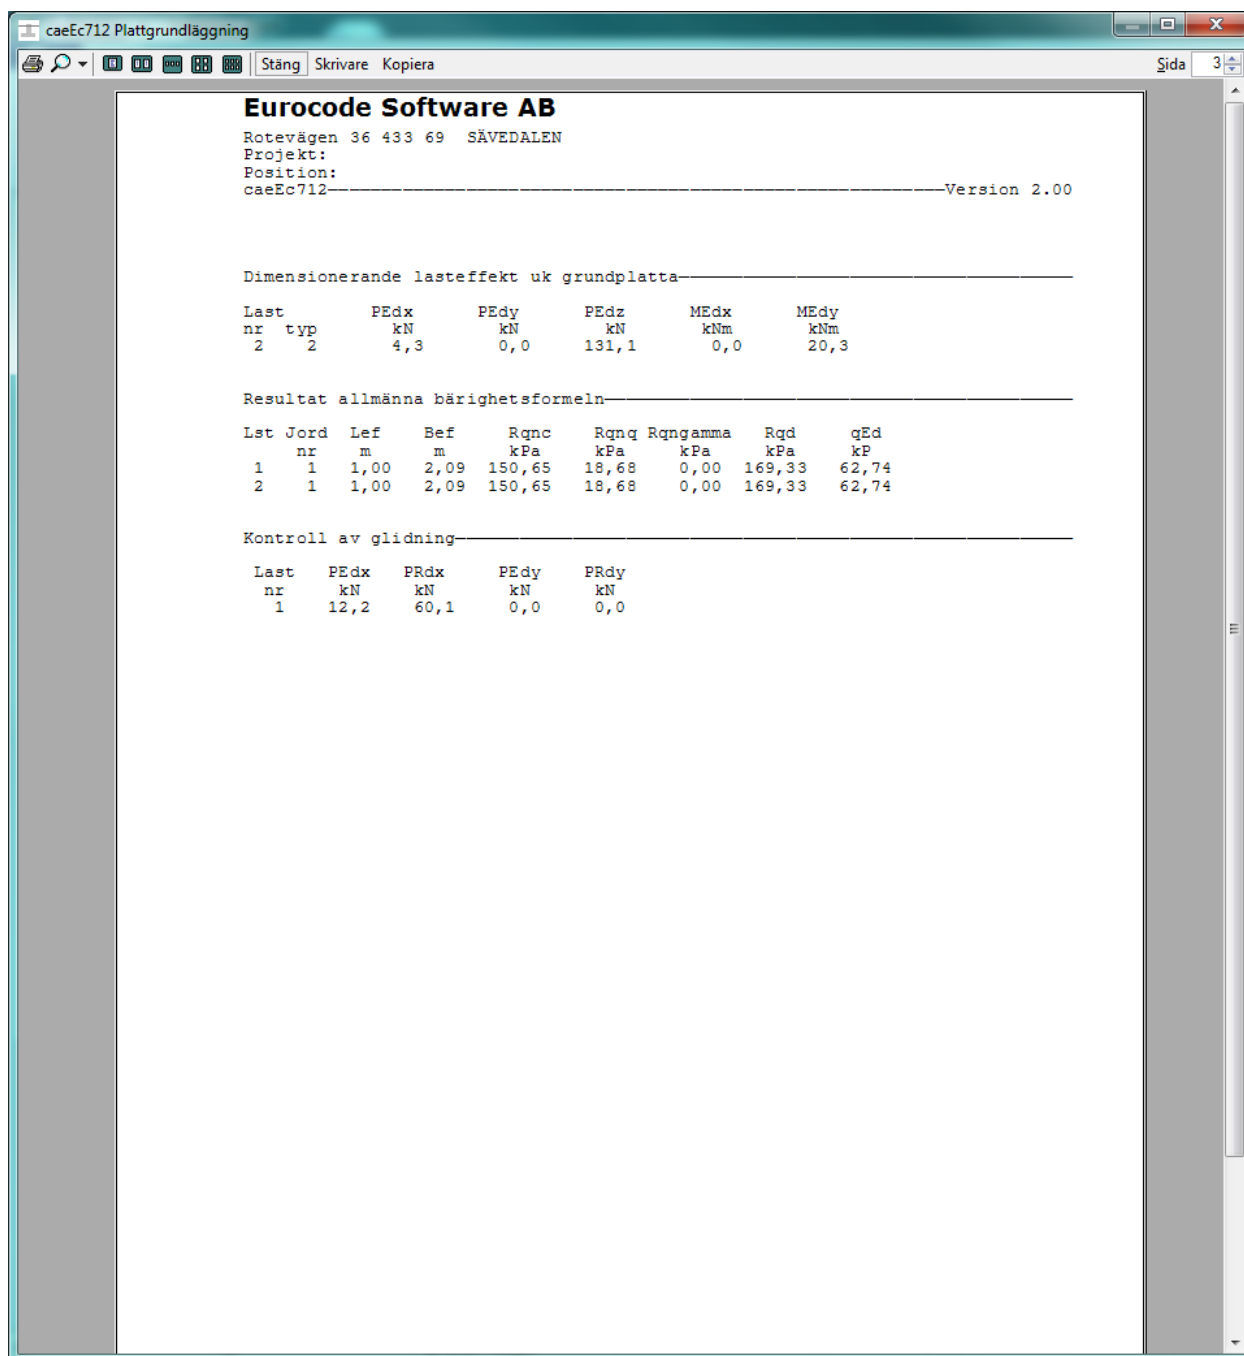 caeEc712 Plattgrundläggning
Stäng Skrivare Kopiera Sida 3
Eurocode Software AB
Rotevägen 36 433 69 SÄVEDALEN
Projekt:
Position:
caeEc712 Version 2.00
Dimensionerande lasteffekt uk grundplatta
Last PEdx PEdy PEdz MEdx MEdy
nr typ kN kN kN kNm kNm
2 2 4,3 0,0 131,1 0,0 20,3
Resultat allmänna bärighetsformeln
Lst Jord Lef Bef Rqnc Rqnq Rqngamma Rqd qEd
nr m m kPa kPa kPa kPa kP
1 1 1,00 2,09 150,65 18,68 0,00 169,33 62,74
2 1 1,00 2,09 150,65 18,68 0,00 169,33 62,74
Kontroll av glidning
Last PEdx PRdx PEdy PRdy
nr kN kN kN kN
1 12,2 60,1 0,0 0,0